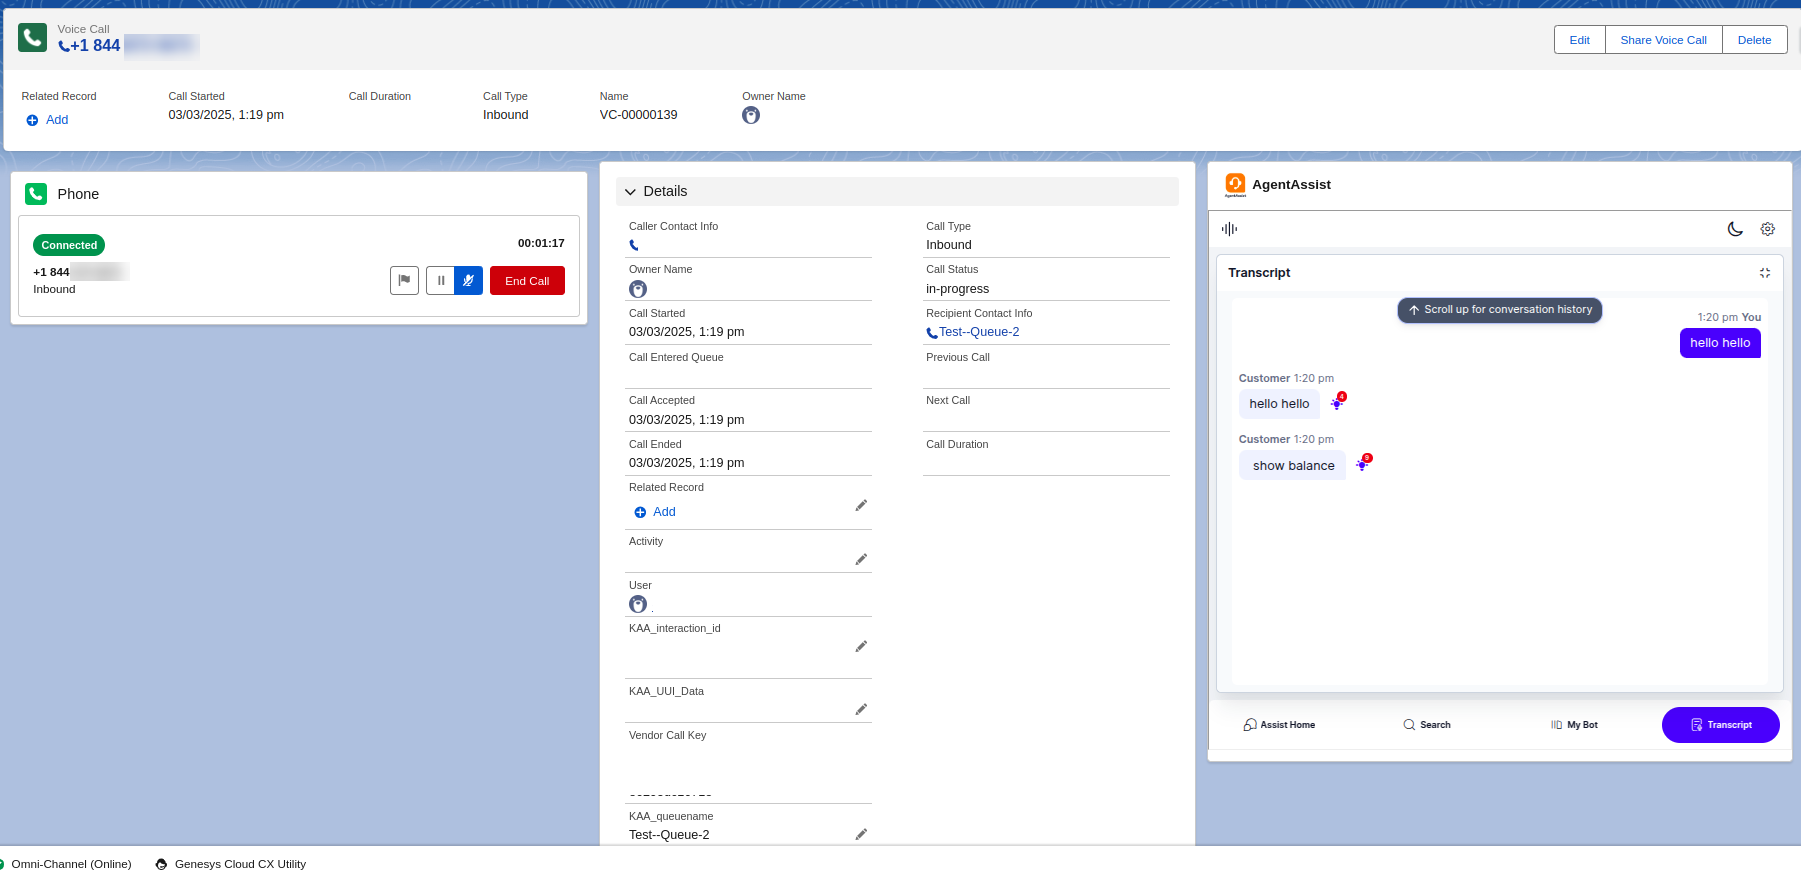 Voice Call
+1 844
Edit
Share Voice Call
Delete
Related Record
Add
Call Started
03/03/2025, 1:19 pm
Call Duration
Call Type
Inbound
Name
VC-00000139
Owner Name
Phone
Connected
00:01:17
+1 844
Inbound
End Call
Details
Caller Contact Info
Owner Name
Call Started
03/03/2025, 1:19 pm
Call Entered Queue
Call Accepted
03/03/2025, 1:19 pm
Call Ended
03/03/2025, 1:19 pm
Related Record
Add
Activity
User
KAA_interaction_id
KAA_UUI_Data
Vendor Call Key
KAA_queuename
Test--Queue-2
Call Type
Inbound
Call Status
in-progress
Recipient Contact Info
Test--Queue-2
Previous Call
Next Call
Call Duration
AgentAssist
Transcript
Scroll up for conversation history
1:20 pm You
hello hello
Customer 1:20 pm
hello hello
4
Customer 1:20 pm
show balance
9
Assist Home
Search
My Bot
Transcript
Omni-Channel (Online)
Genesys Cloud CX Utility